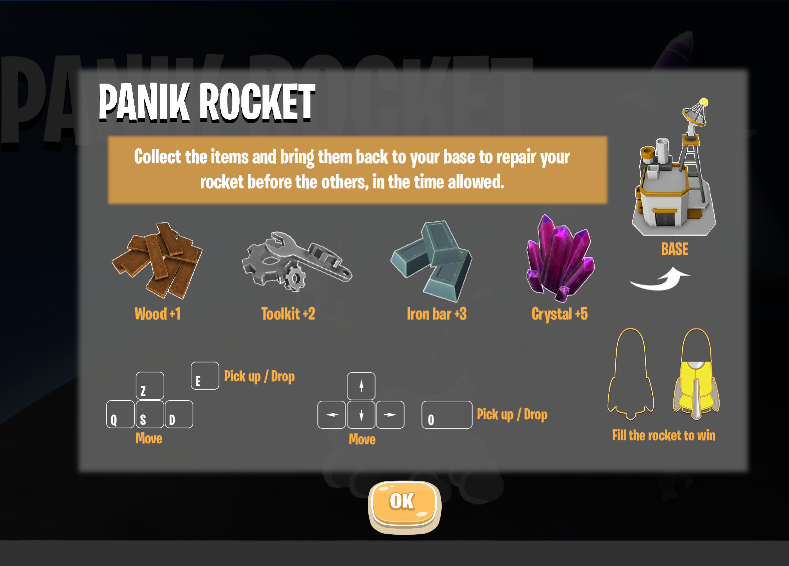 PANIK ROCKET
PANIK ROCKET
Collect the items and bring them back to your base to repair your
rocket before the others, in the time allowed.
BASE
Wood +1
Toolkit +2
Iron bar +3
Crystal +5
E
Pick up / Drop
Z
Q
S
D
Move
Move
0
Pick up / Drop
Fill the rocket to win
OK